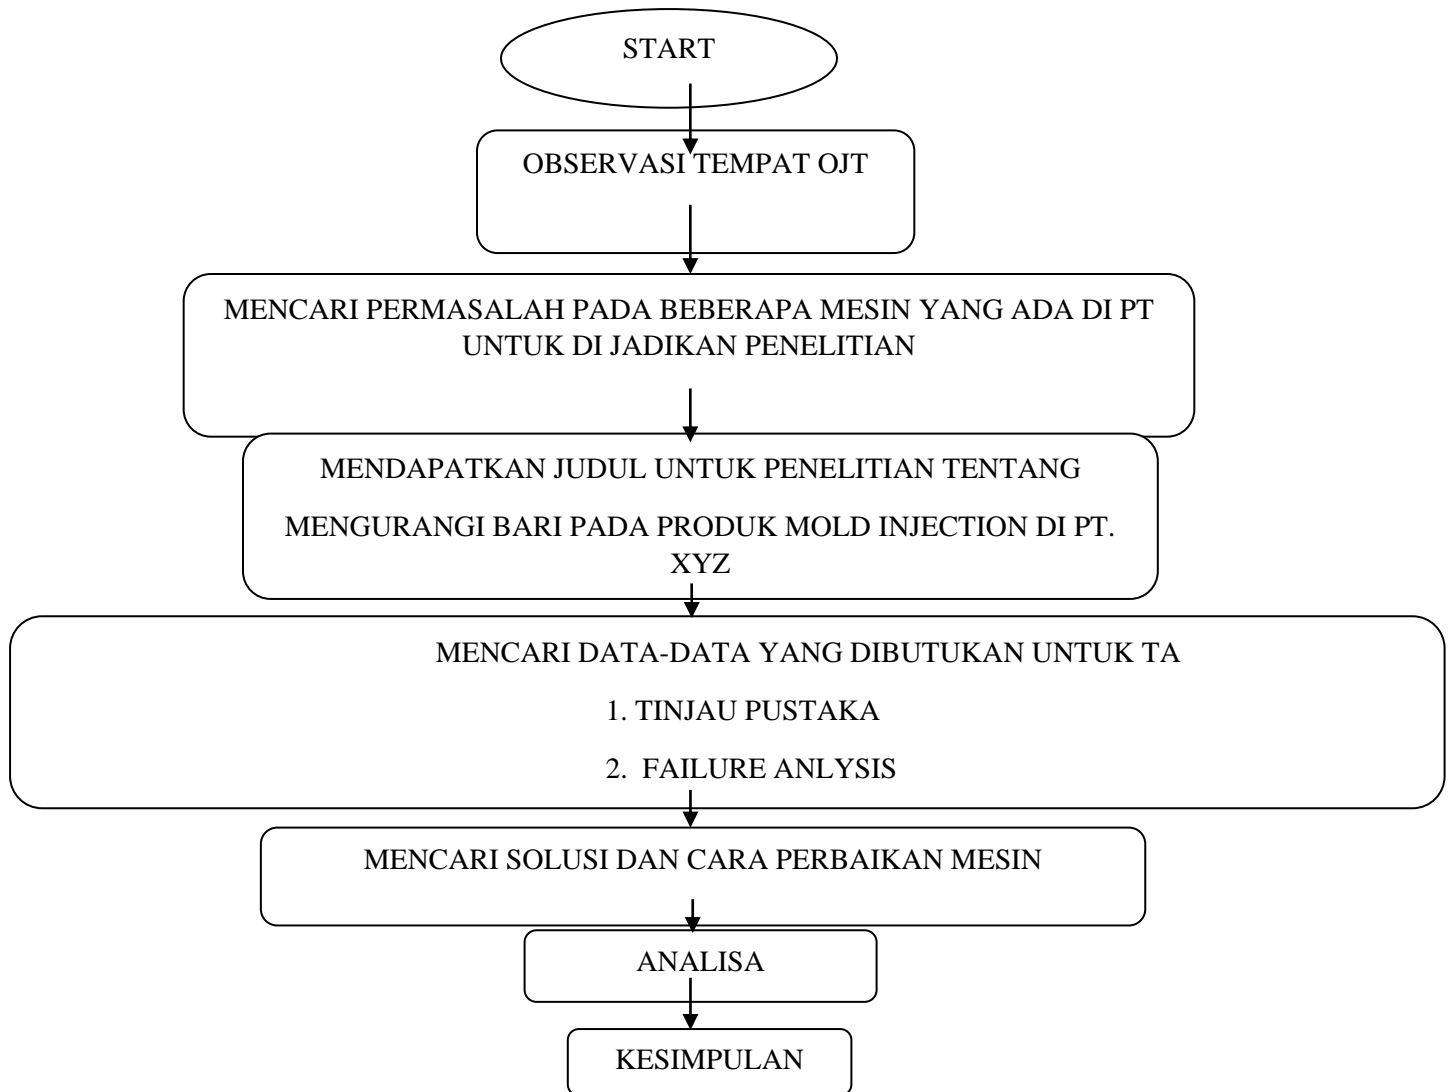 START
OBSERVASI TEMPAT OJT
MENCARI PERMASALAH PADA BEBERAPA MESIN YANG ADA DI PT
UNTUK DI JADIKAN PENELITIAN
MENDAPATKAN JUDUL UNTUK PENELITIAN TENTANG
MENGURANGI BARI PADA PRODUK MOLD INJECTION DI PT.
XYZ
MENCARI DATA-DATA YANG DIBUTUKAN UNTUK TA
1. TINJAU PUSTAKA
2. FAILURE ANLYSIS
MENCARI SOLUSI DAN CARA PERBAIKAN MESIN
ANALISA
KESIMPULAN